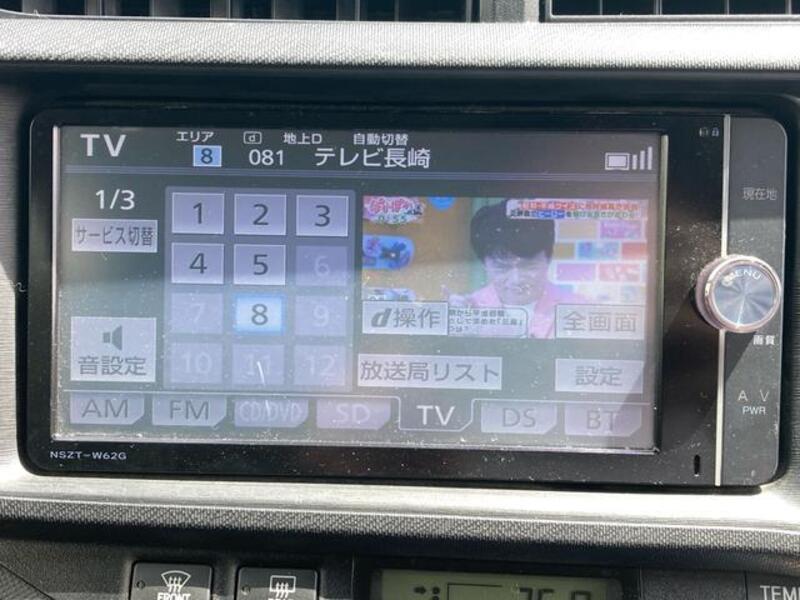 TV エリア 8 d 地上D 自動切替
081 テレビ長崎
現在地
1/3
サービス切替
1 2 3
4 5 6
7 8 9
10 11 12
音設定
d操作
全画面
放送局リスト
設定
MENU
画質
A V
PWR
AM FM CD/DVD SD TV DS BT
NSZT-W62G
FRONT
TEM